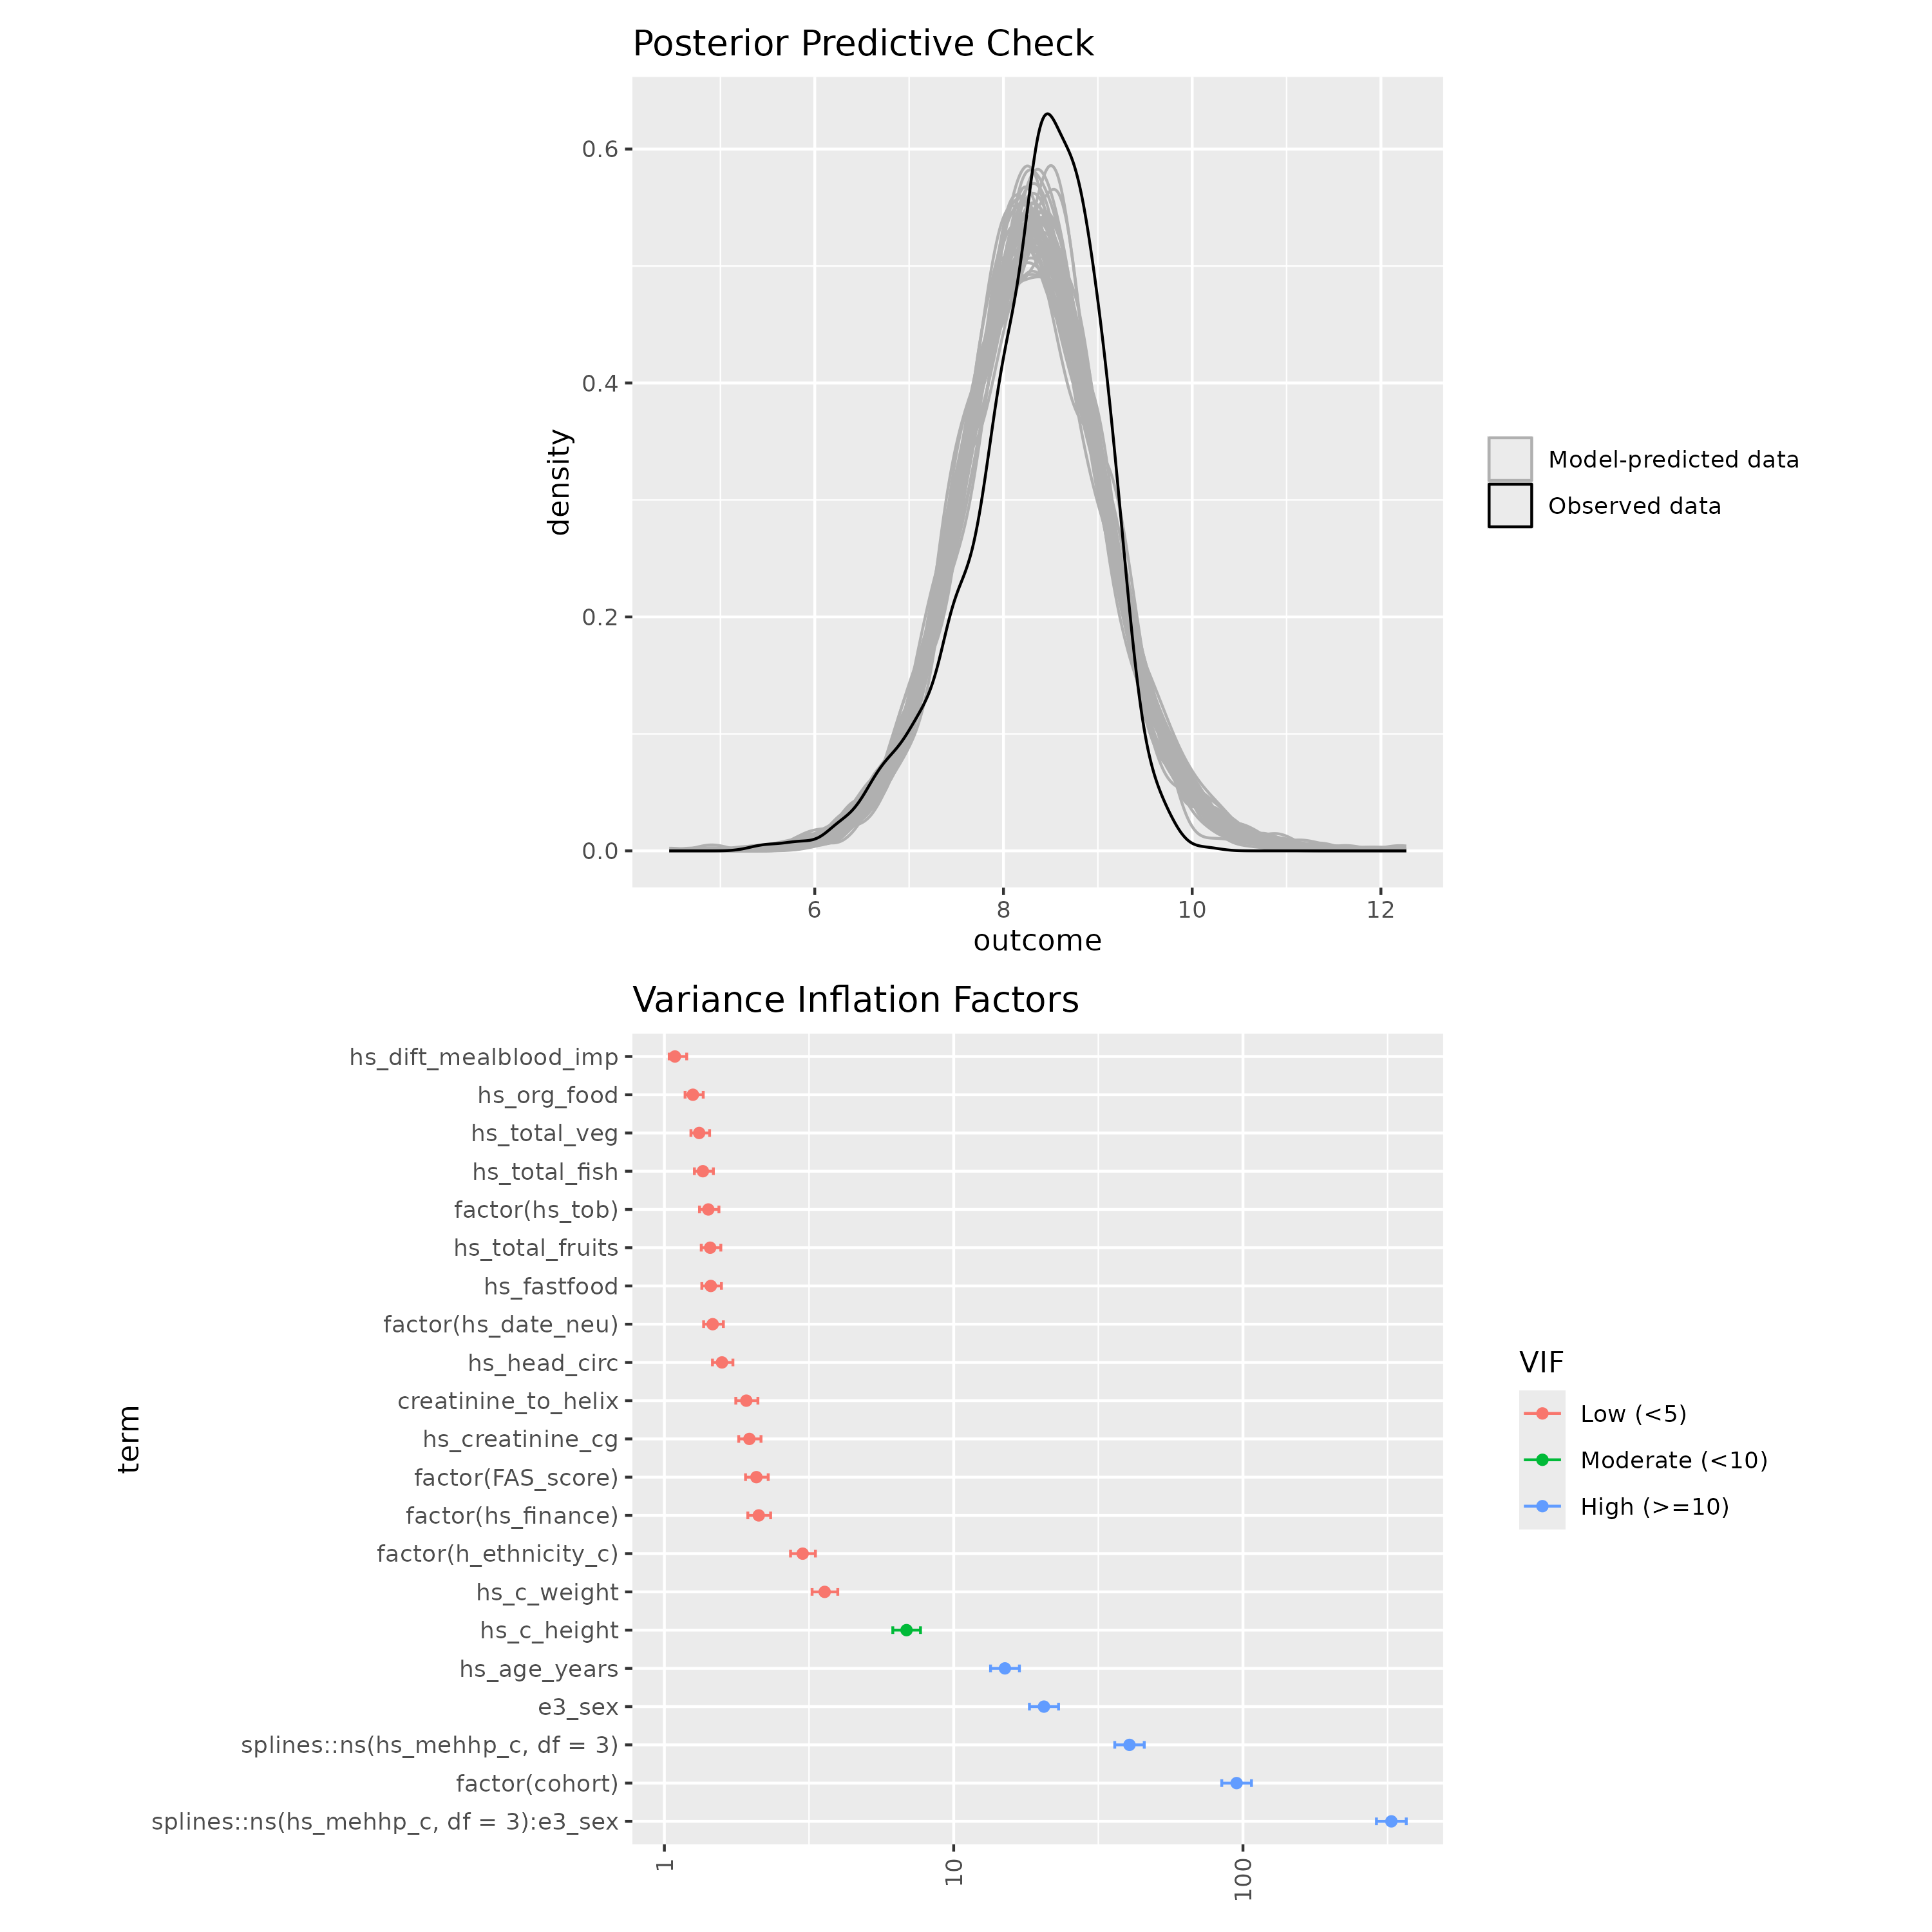 Posterior Predictive Check
0.6
0.4
0.2
0.0
density
6 8 10 12
outcome
Model-predicted data
Observed data
Variance Inflation Factors
term
hs_dift_mealblood_imp
hs_org_food
hs_total_veg
hs_total_fish
factor(hs_tob)
hs_total_fruits
hs_fastfood
factor(hs_date_neu)
hs_head_circ
creatinine_to_helix
hs_creatinine_cg
factor(FAS_score)
factor(hs_finance)
factor(h_ethnicity_c)
hs_c_weight
hs_c_height
hs_age_years
e3_sex
splines::ns(hs_mehhp_c, df = 3)
factor(cohort)
splines::ns(hs_mehhp_c, df = 3):e3_sex
1 10 100
VIF
Low (<5)
Moderate (<10)
High (>=10)